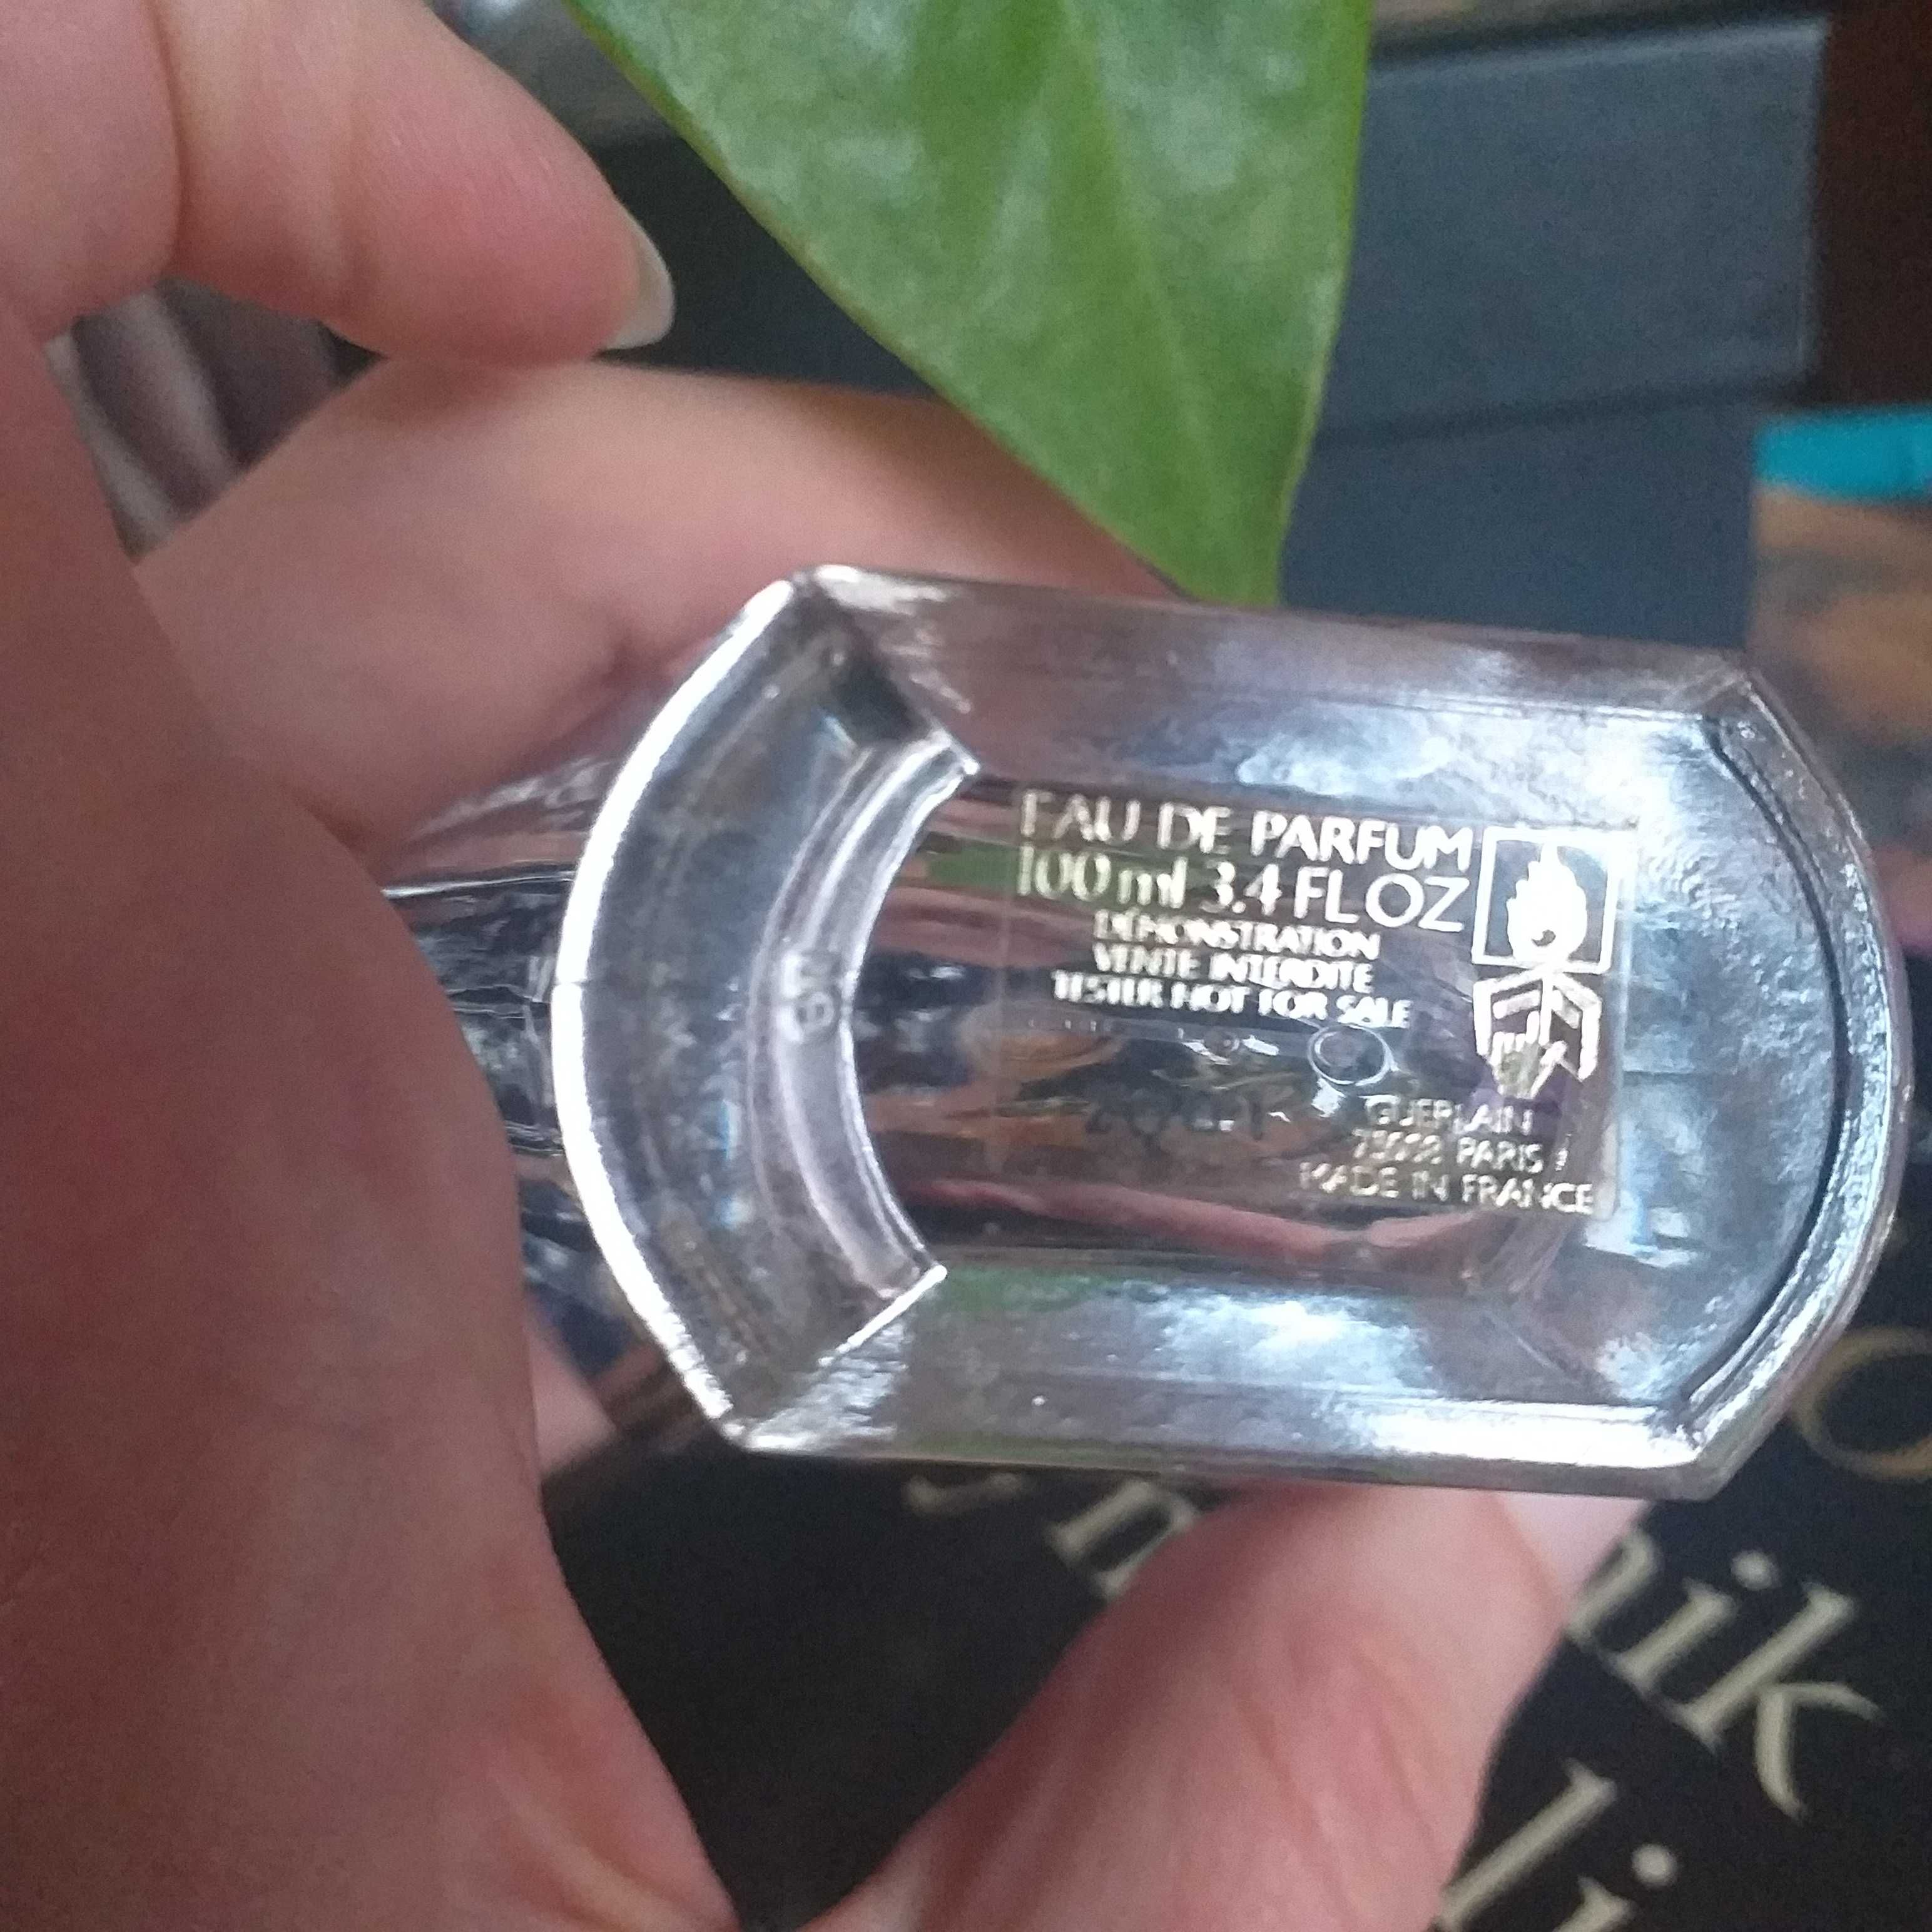 EAU DE PARFUM
100 ml 3.4 FL OZ
DÉMONSTRATION
VENTE INTERDITE
TESTER NOT FOR SALE
GUERLAIN
75008 PARIS
MADE IN FRANCE